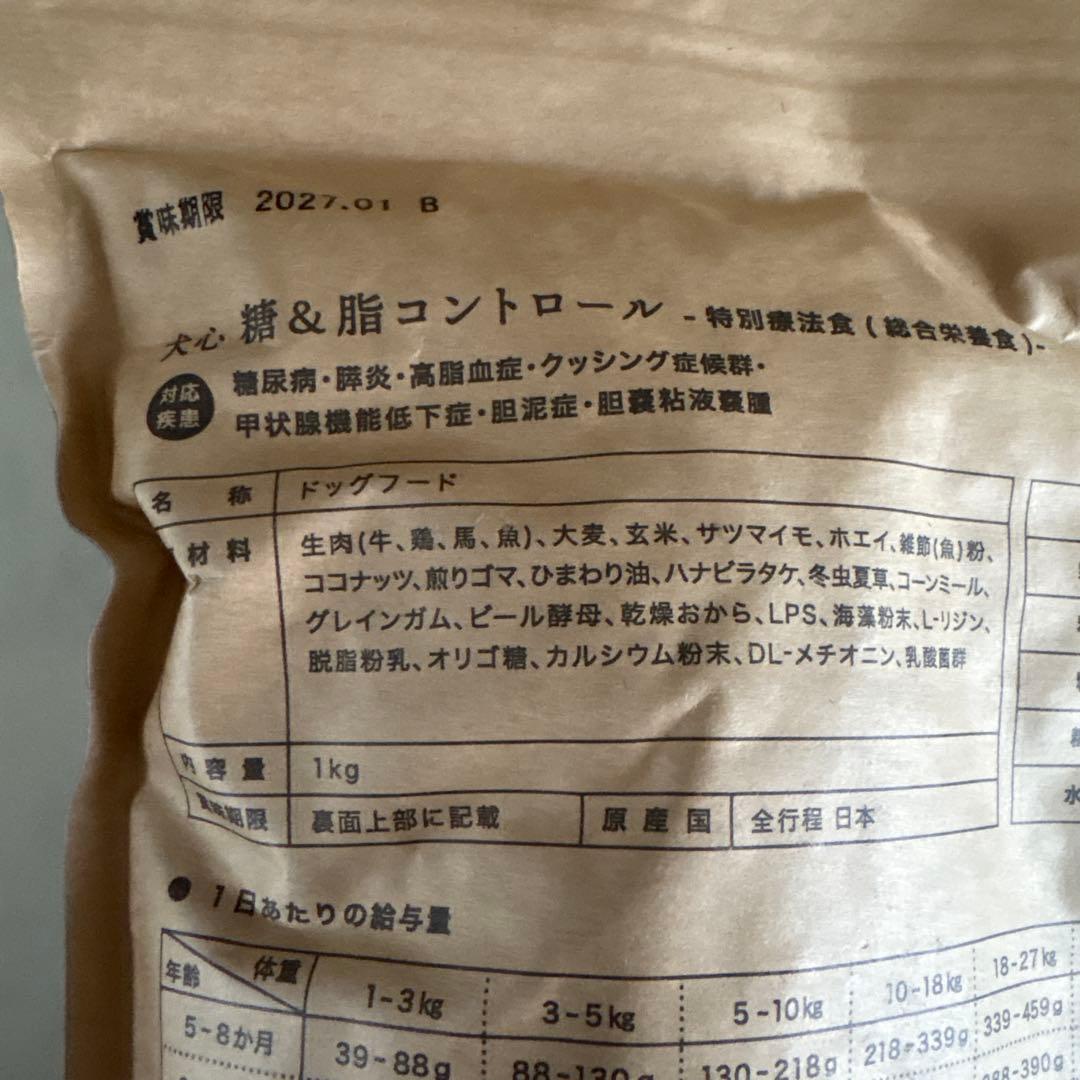 賞味期限 2027.01 B
犬心 糖&脂コントロール - 特別療法食(総合栄養食)-
対応疾患 糖尿病・膵炎・高脂血症・クッシング症候群・
甲状腺機能低下症・胆泥症・胆嚢粘液嚢腫
名称 ドッグフード
材料 生肉(牛、鶏、馬、魚)、大麦、玄米、サツマイモ、ホエイ、雑節(魚)粉、
ココナッツ、煎りゴマ、ひまわり油、ハナビラタケ、冬虫夏草、コーンミール、
グレインガム、ビール酵母、乾燥おから、LPS、海藻粉末、L-リジン、
脱脂粉乳、オリゴ糖、カルシウム粉末、DL-メチオニン、乳酸菌群
内容量 1kg
賞味期限 裏面上部に記載 原産国 全行程 日本
水
● 1日あたりの給与量
年齢 体重 1-3kg 3-5kg 5-10kg 10-18kg 18-27kg
5~8か月 39~88g 88~130g 130-218g 218-339g 339-459g